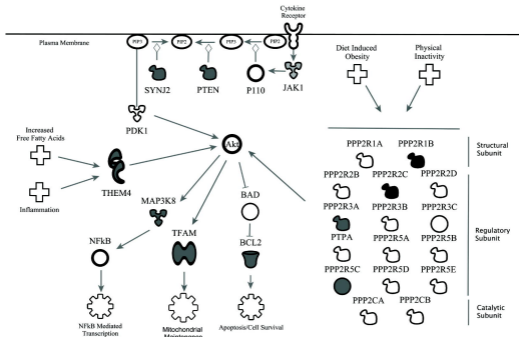 Cytokine
Receptor
Plasma Membrane
PIP3
PIP2
PIP3
PIP2
Diet Induced
Obesity
Physical
Inactivity
SYNJ2
PTEN
P110
JAK1
PDK1
Increased
Free Fatty Acids
Akt
THEM4
Inflammation
MAP3K8
BAD
NFkB
TFAM
BCL2
NFkB Mediated
Transcription
Mitochondrial
Maintenance
Apoptosis/Cell Survival
PPP2R1A PPP2R1B
Structural
Subunit
PPP2R2B PPP2R2C PPP2R2D
PPP2R3A PPP2R3B PPP2R3C
Regulatory
Subunit
PTPA PPP2R5A PPP2R5B
PPP2R5C PPP2R5D PPP2R5E
PPP2CA PPP2CB
Catalytic
Subunit